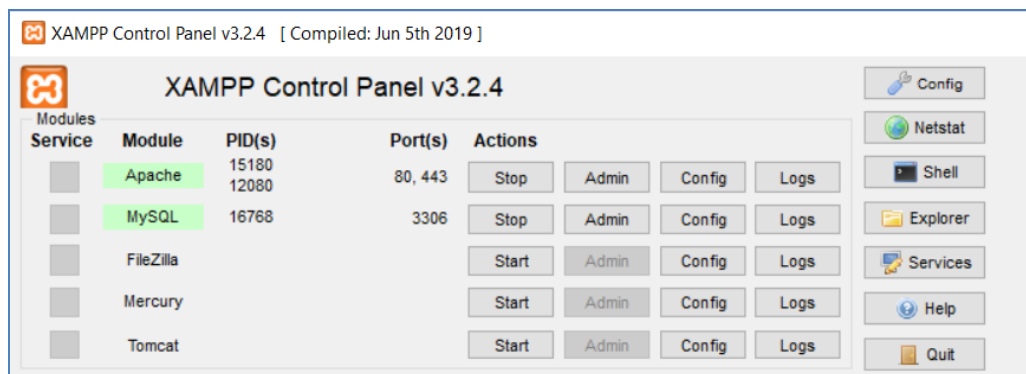 XAMPP Control Panel v3.2.4 [ Compiled: Jun 5th 2019 ]
XAMPP Control Panel v3.2.4
Modules
Service Module PID(s) Port(s) Actions
Apache 15180 12080 80, 443 Stop Admin Config Logs
MySQL 16768 3306 Stop Admin Config Logs
FileZilla Start Admin Config Logs
Mercury Start Admin Config Logs
Tomcat Start Admin Config Logs
Config
Netstat
Shell
Explorer
Services
Help
Quit